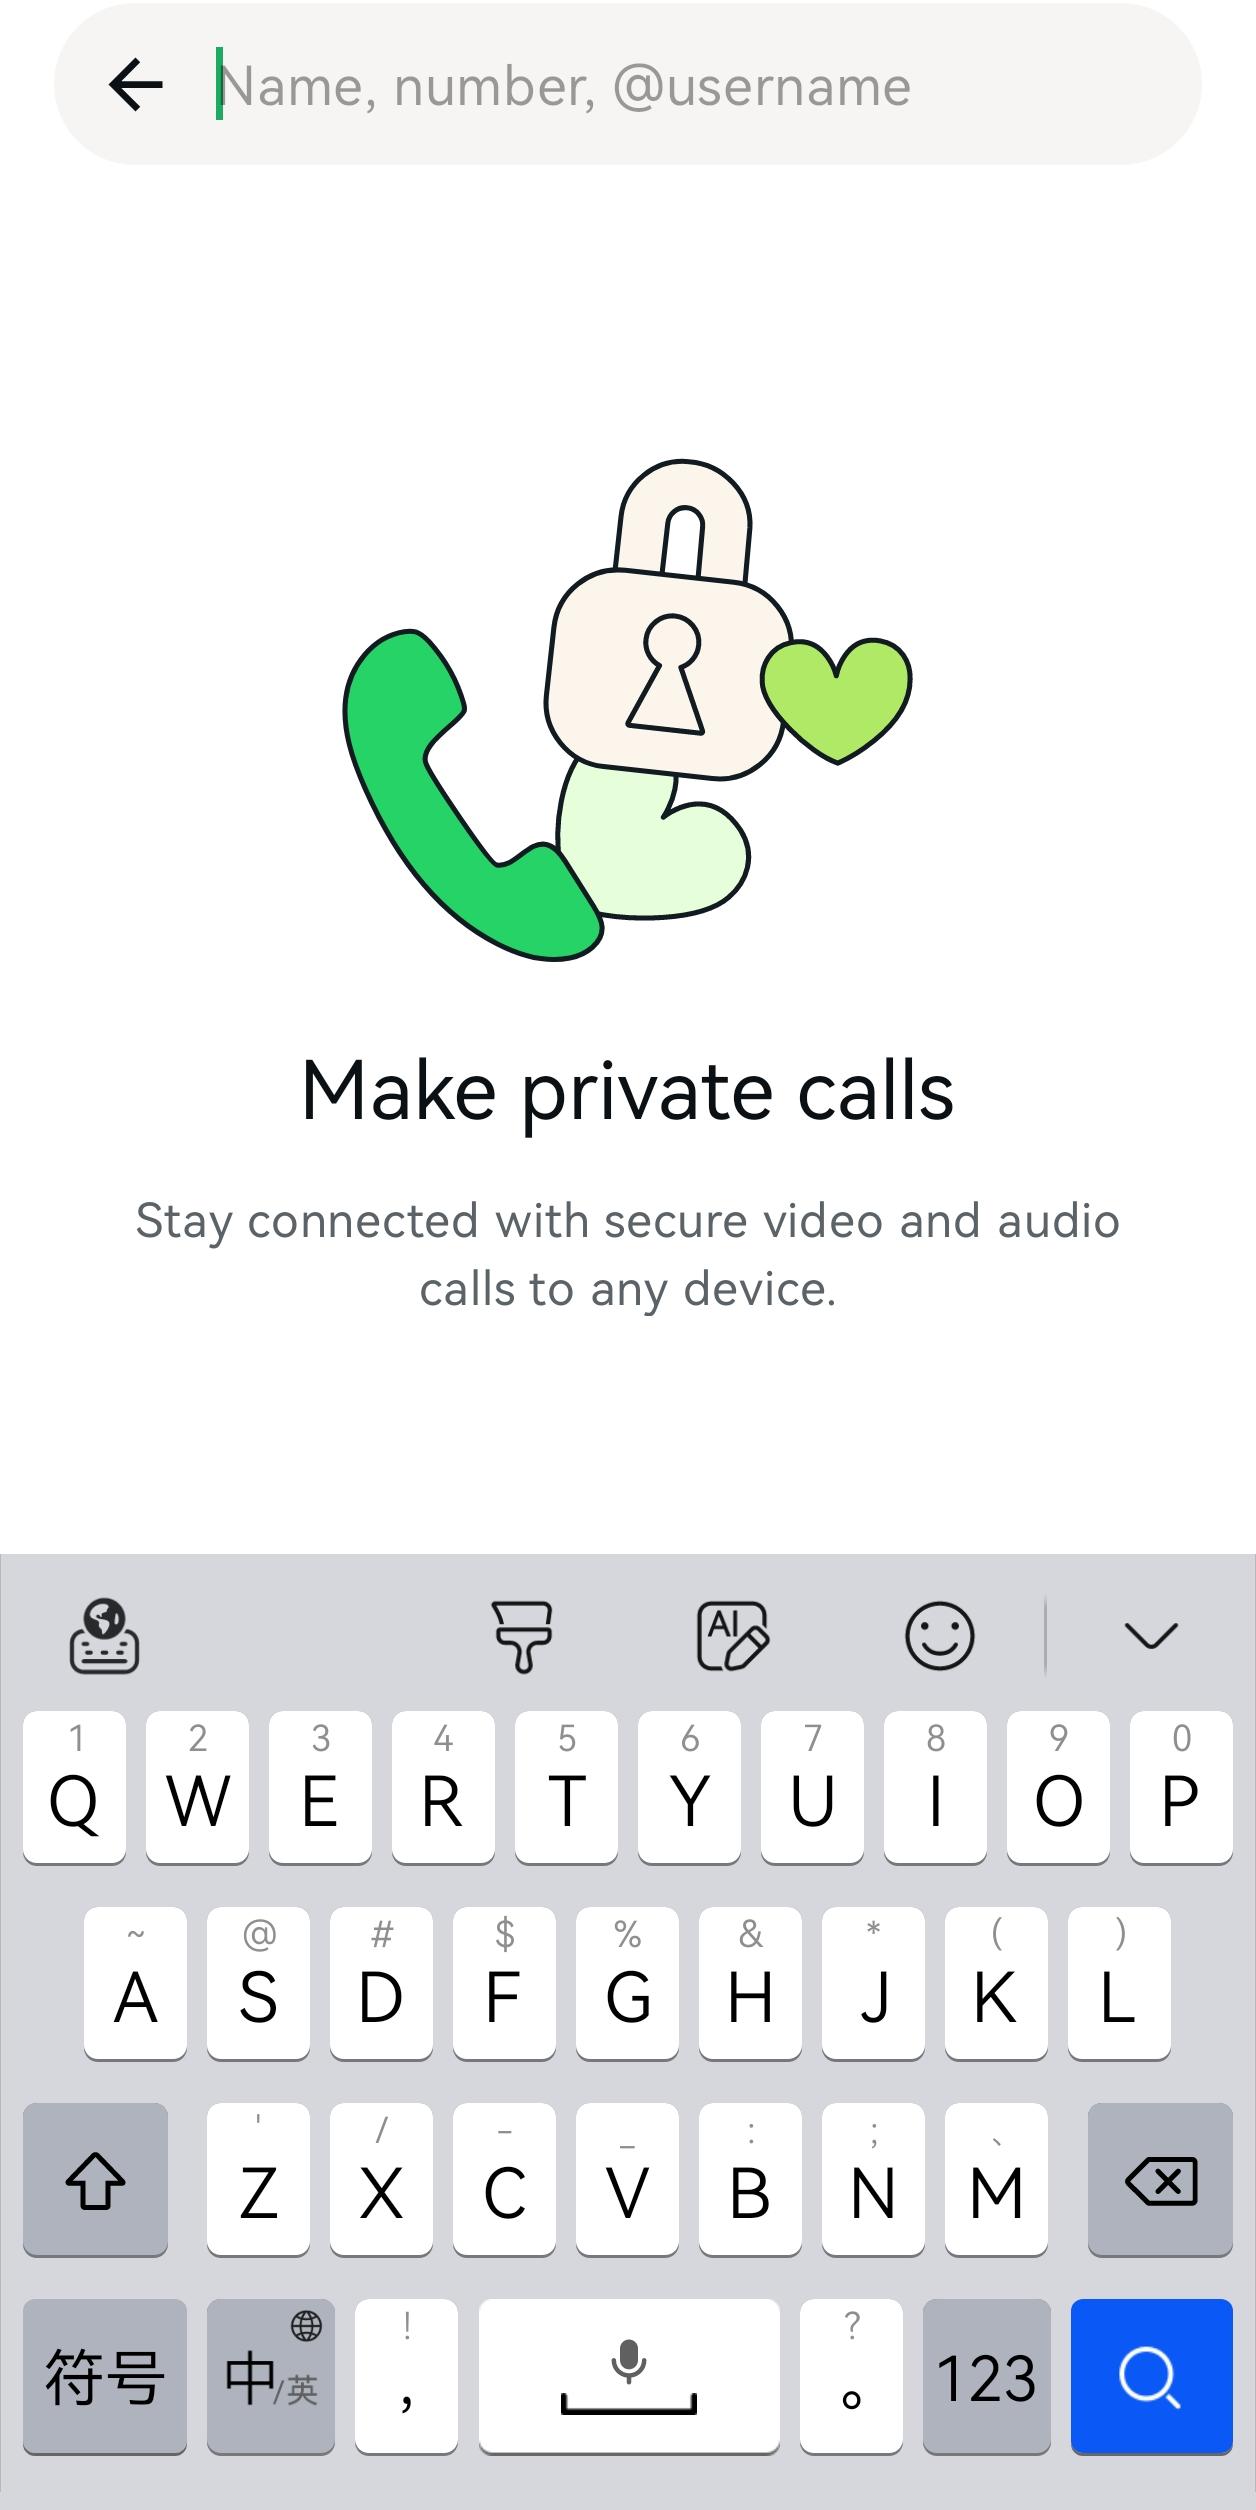 Name, number, @username
Make private calls
Stay connected with secure video and audio
calls to any device.
AI
1 2 3 4 5 6 7 8 9 0
Q W E R T Y U I O P
~ @ # $ % & * ( )
A S D F G H J K L
' / - _ : ; 、
Z X C V B N M
! ?
符号 中/英 , 。 123